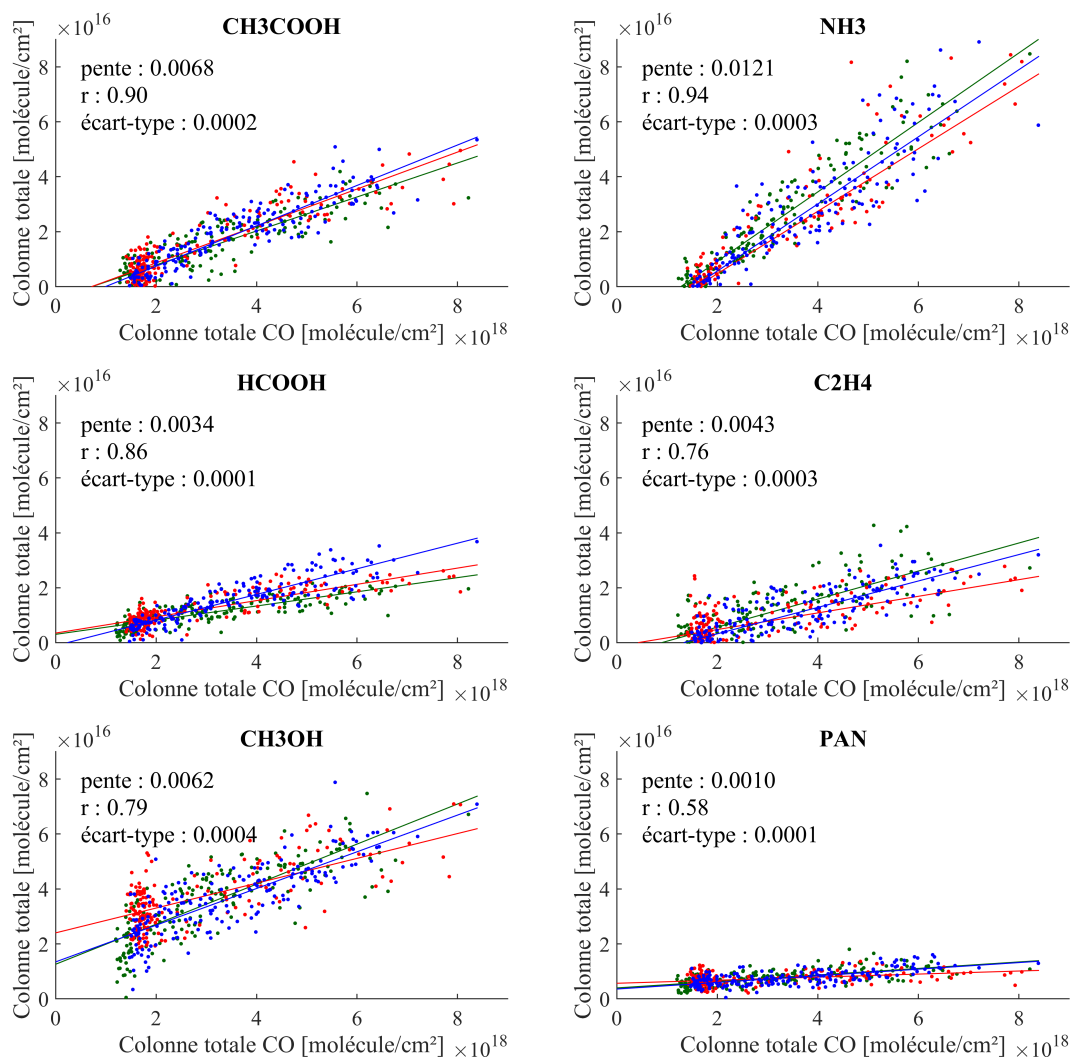 CH3COOH
×10^16
pente : 0.0068
r : 0.90
écart-type : 0.0002
Colonne totale [molécule/cm²]
8
6
4
2
0
0 2 4 6 8
Colonne totale CO [molécule/cm²] ×10^18
NH3
×10^16
pente : 0.0121
r : 0.94
écart-type : 0.0003
Colonne totale [molécule/cm²]
8
6
4
2
0
0 2 4 6 8
Colonne totale CO [molécule/cm²] ×10^18
HCOOH
×10^16
pente : 0.0034
r : 0.86
écart-type : 0.0001
Colonne totale [molécule/cm²]
8
6
4
2
0
0 2 4 6 8
Colonne totale CO [molécule/cm²] ×10^18
C2H4
×10^16
pente : 0.0043
r : 0.76
écart-type : 0.0003
Colonne totale [molécule/cm²]
8
6
4
2
0
0 2 4 6 8
Colonne totale CO [molécule/cm²] ×10^18
CH3OH
×10^16
pente : 0.0062
r : 0.79
écart-type : 0.0004
Colonne totale [molécule/cm²]
8
6
4
2
0
0 2 4 6 8
Colonne totale CO [molécule/cm²] ×10^18
PAN
×10^16
pente : 0.0010
r : 0.58
écart-type : 0.0001
Colonne totale [molécule/cm²]
8
6
4
2
0
0 2 4 6 8
Colonne totale CO [molécule/cm²] ×10^18